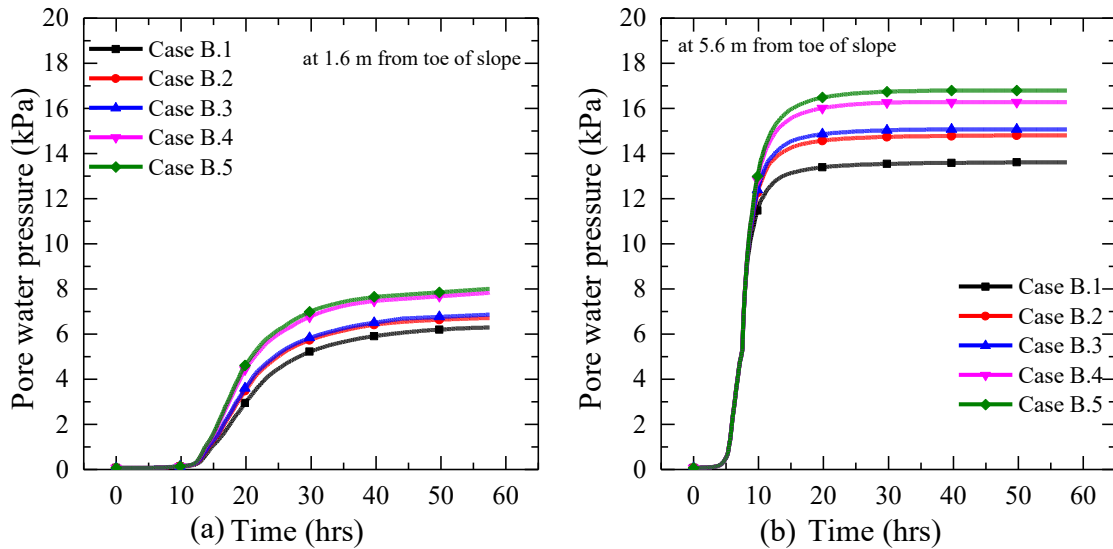 20
18
16
14
12
10
8
6
4
2
0
Pore water pressure (kPa)
Case B.1
Case B.2
Case B.3
Case B.4
Case B.5
at 1.6 m from toe of slope
0 10 20 30 40 50 60
(a) Time (hrs)
20
18
16
14
12
10
8
6
4
2
0
Pore water pressure (kPa)
at 5.6 m from toe of slope
Case B.1
Case B.2
Case B.3
Case B.4
Case B.5
0 10 20 30 40 50 60
(b) Time (hrs)